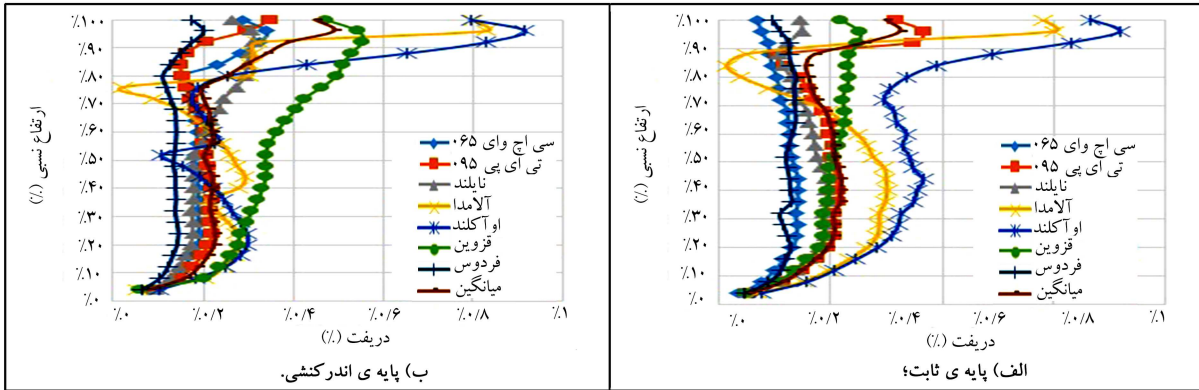 ارتفاع نسبی (٪)
٪۱۰۰
٪۹۰
٪۸۰
٪۷۰
٪۶۰
٪۵۰
٪۴۰
٪۳۰
٪۲۰
٪۱۰
٪۰
سی اچ وای ۰۶۵
تی آی پی ۰۹۵
نایلند
آلامدا
اوآکلند
قزوین
فردوس
میانگین
٪۰ ٪۰/۲ ٪۰/۴ ٪۰/۶ ٪۰/۸ ٪۱
دریفت (٪)
الف) پایه ی ثابت؛
ارتفاع نسبی (٪)
٪۱۰۰
٪۹۰
٪۸۰
٪۷۰
٪۶۰
٪۵۰
٪۴۰
٪۳۰
٪۲۰
٪۱۰
٪۰
سی اچ وای ۰۶۵
تی آی پی ۰۹۵
نایلند
آلامدا
اوآکلند
قزوین
فردوس
میانگین
٪۰ ٪۰/۲ ٪۰/۴ ٪۰/۶ ٪۰/۸ ٪۱
دریفت (٪)
ب) پایه ی اندرکنشی.